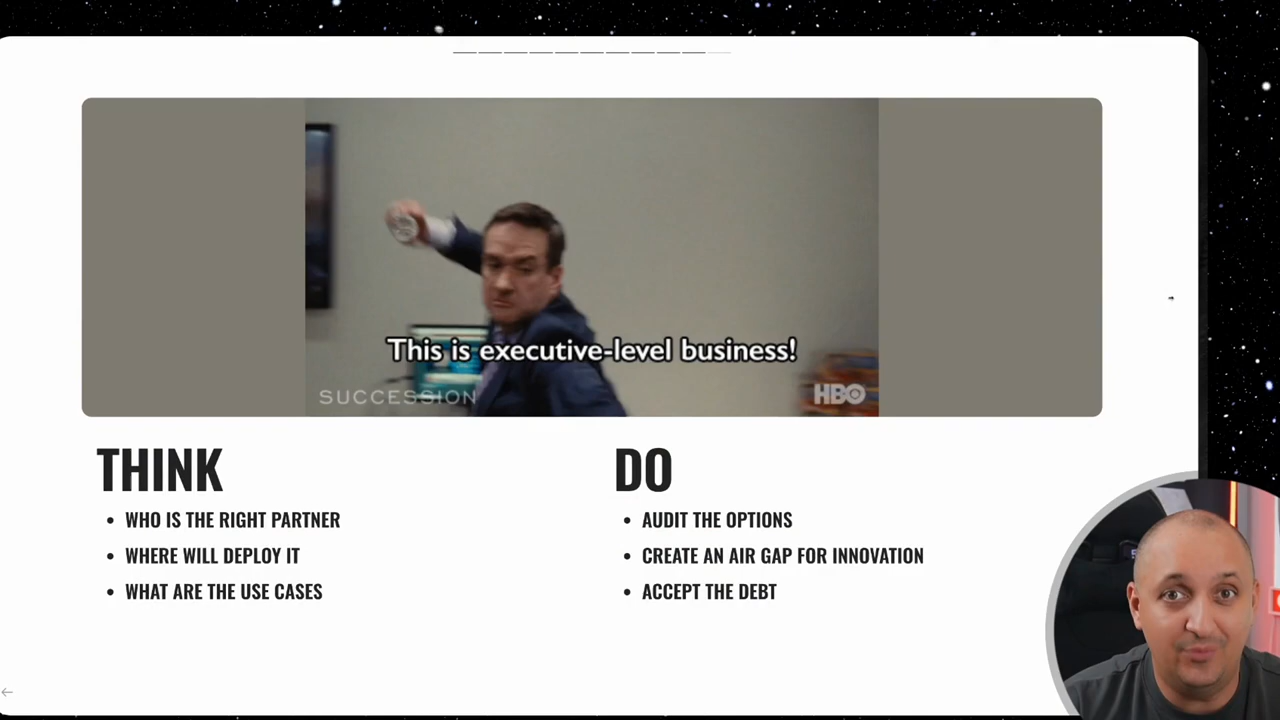 This is executive-level business!
SUCCESSION
HBO
THINK
• WHO IS THE RIGHT PARTNER
• WHERE WILL DEPLOY IT
• WHAT ARE THE USE CASES
DO
• AUDIT THE OPTIONS
• CREATE AN AIR GAP FOR INNOVATION
• ACCEPT THE DEBT